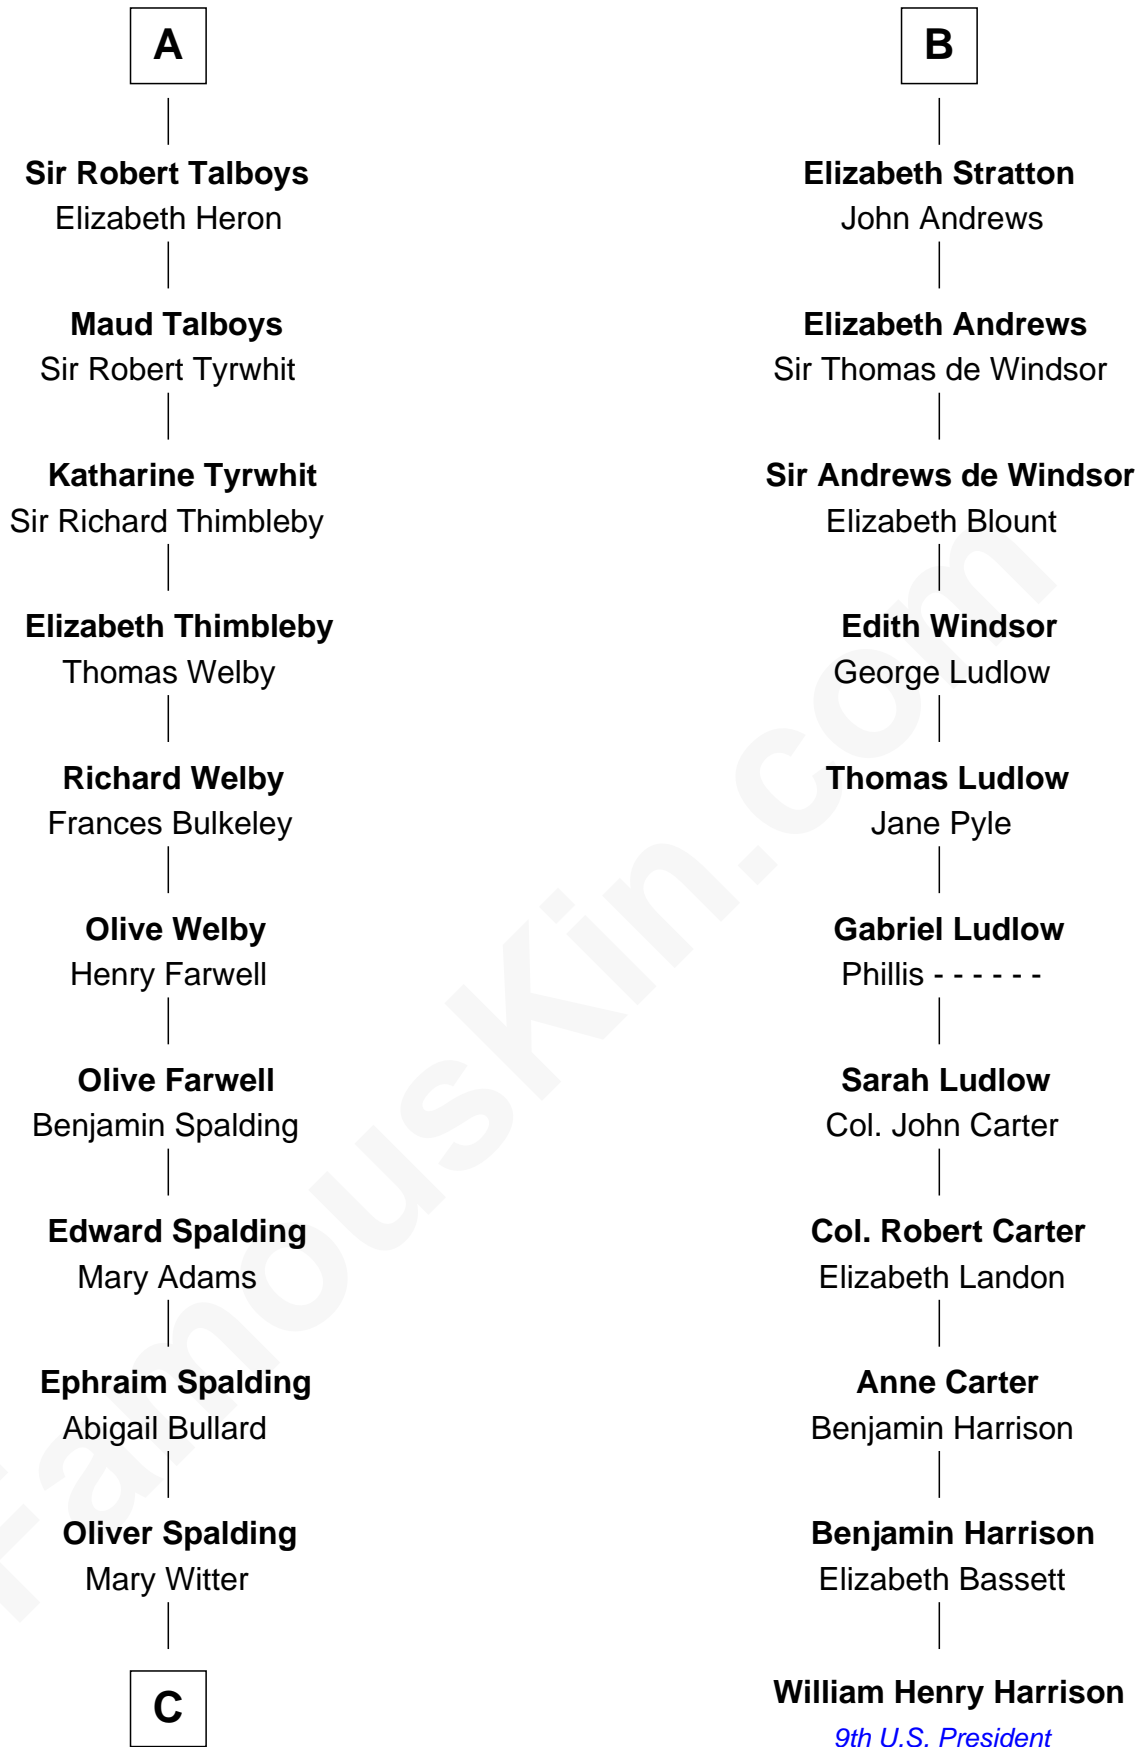 A
Sir Robert Talboys
Elizabeth Heron
Maud Talboys
Sir Robert Tyrwhit
Katharine Tyrwhit
Sir Richard Thimbleby
Elizabeth Thimbleby
Thomas Welby
Richard Welby
Frances Bulkeley
Olive Welby
Henry Farwell
Olive Farwell
Benjamin Spalding
Edward Spalding
Mary Adams
Ephraim Spalding
Abigail Bullard
Oliver Spalding
Mary Witter
C
B
Elizabeth Stratton
John Andrews
Elizabeth Andrews
Sir Thomas de Windsor
Sir Andrews de Windsor
Elizabeth Blount
Edith Windsor
George Ludlow
Thomas Ludlow
Jane Pyle
Gabriel Ludlow
Phillis - - - - - -
Sarah Ludlow
Col. John Carter
Col. Robert Carter
Elizabeth Landon
Anne Carter
Benjamin Harrison
Benjamin Harrison
Elizabeth Bassett
William Henry Harrison
9th U.S. President
FamousKin.com